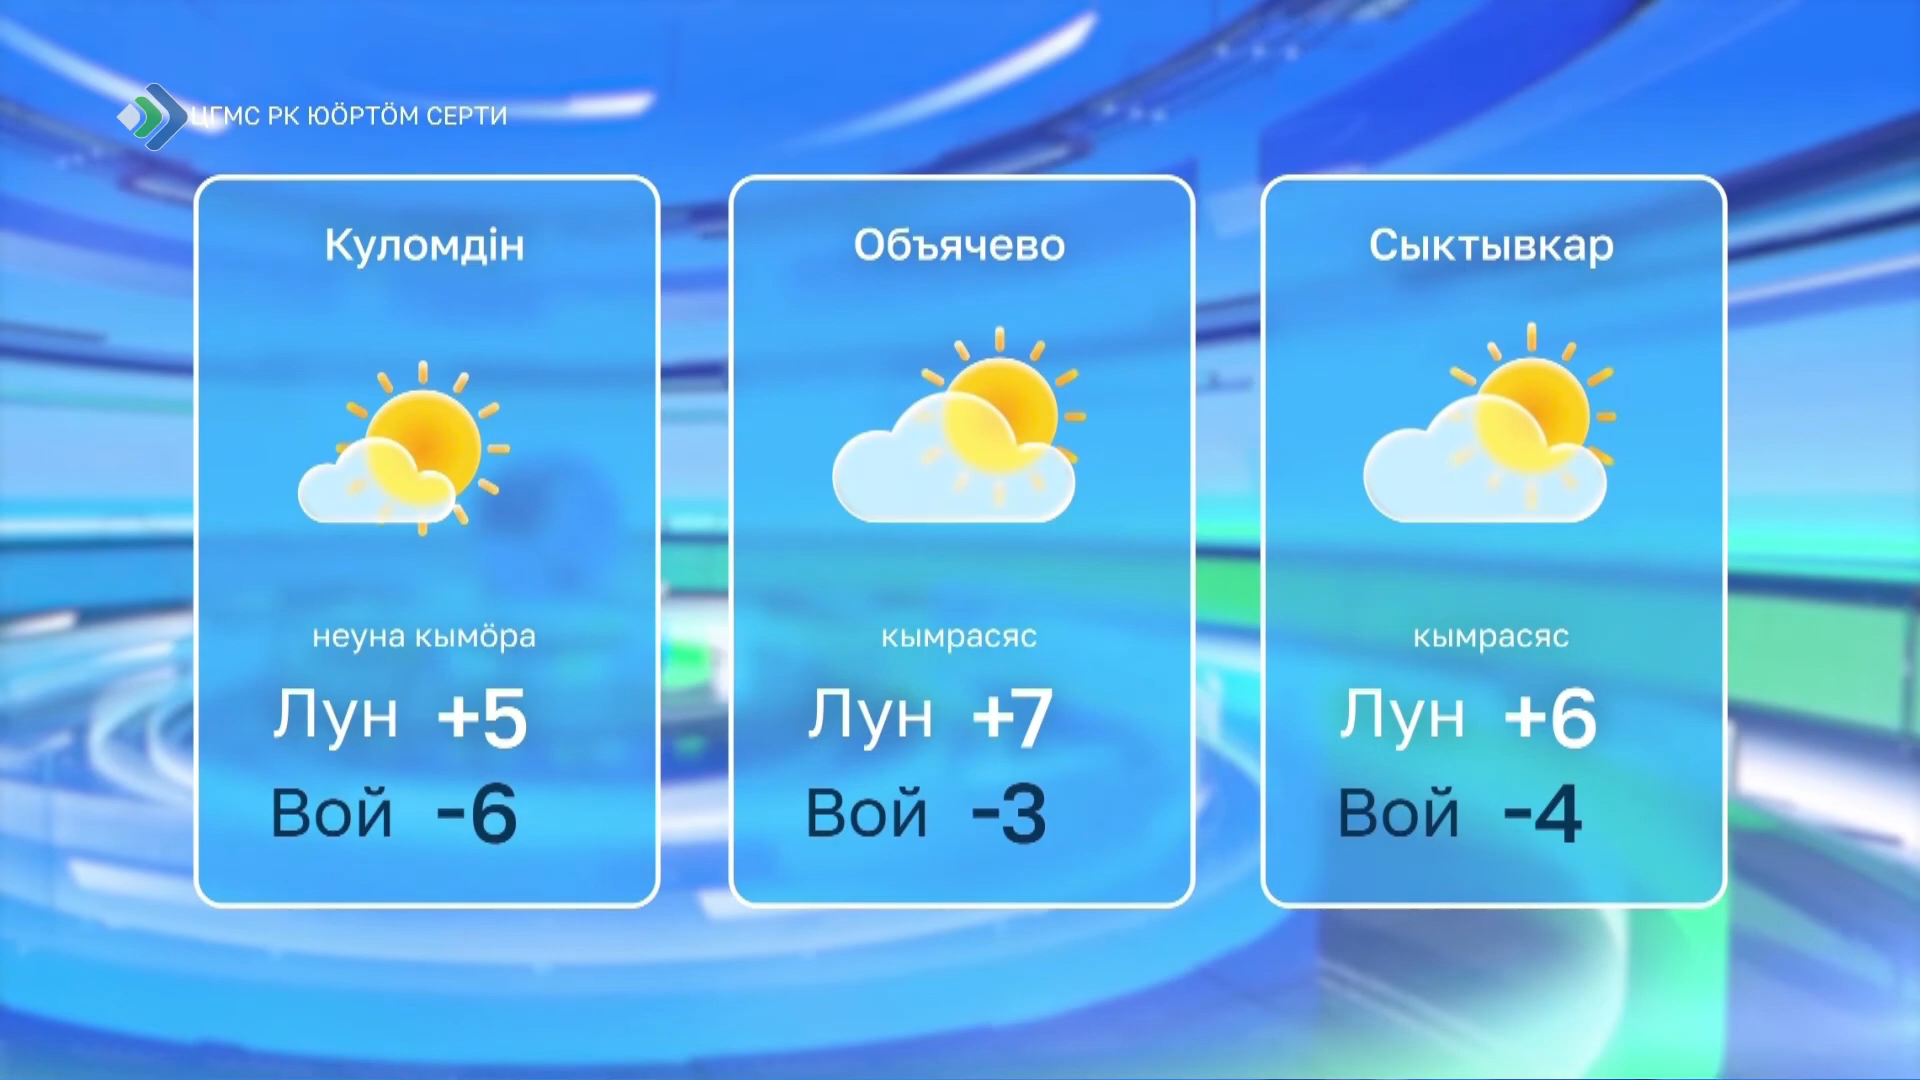 ЦГМС РК ЮӦРТӦМ СЕРТИ
Куломдін
неуна кымӧра
Лун +5
Вой -6
Объячево
кымрасяс
Лун +7
Вой -3
Сыктывкар
кымрасяс
Лун +6
Вой -4